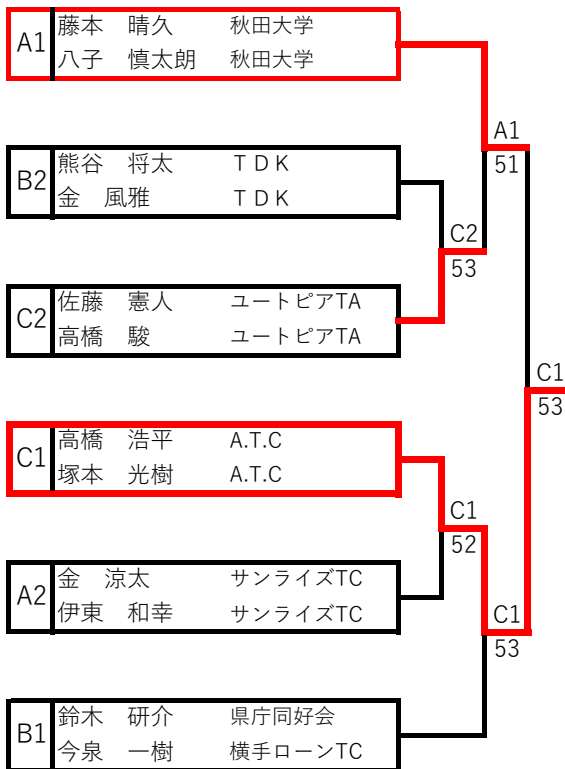 A1
藤本　晴久　秋田大学
八子　慎太朗　秋田大学
A1
51
B2
熊谷　将太　ＴＤＫ
金　風雅　ＴＤＫ
C2
53
C2
佐藤　憲人　ユートピアTA
高橋　駿　ユートピアTA
C1
53
C1
高橋　浩平　A.T.C
塚本　光樹　A.T.C
C1
52
A2
金　涼太　サンライズTC
伊東　和幸　サンライズTC
C1
53
B1
鈴木　研介　県庁同好会
今泉　一樹　横手ローンTC